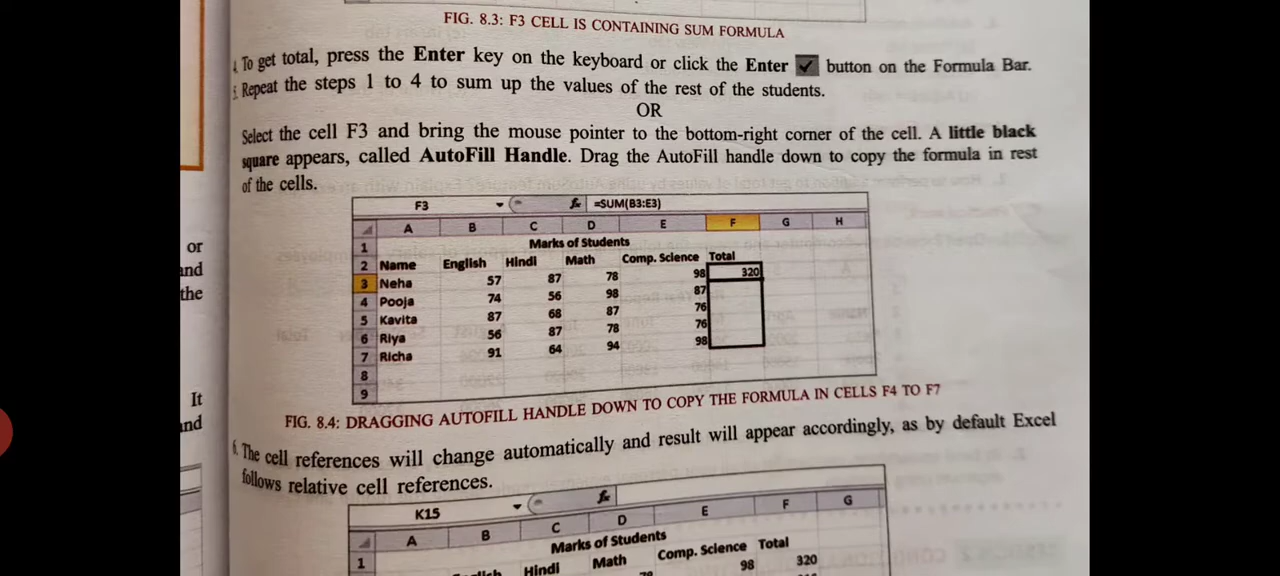 FIG. 8.3: F3 CELL IS CONTAINING SUM FORMULA
4. To get total, press the Enter key on the keyboard or click the Enter ✓ button on the Formula Bar.
5. Repeat the steps 1 to 4 to sum up the values of the rest of the students.
OR
Select the cell F3 and bring the mouse pointer to the bottom-right corner of the cell. A little black
square appears, called AutoFill Handle. Drag the AutoFill handle down to copy the formula in rest
of the cells.
or
and
the
It
and
F3 fx =SUM(B3:E3)
A B C D E F G H
1 Marks of Students
2 Name English Hindi Math Comp. Science Total
3 Neha 57 87 78 98 320
4 Pooja 74 56 98 87
5 Kavita 87 68 87 76
6 Riya 56 87 78 76
7 Richa 91 64 94 98
8
9
FIG. 8.4: DRAGGING AUTOFILL HANDLE DOWN TO COPY THE FORMULA IN CELLS F4 TO F7
6. The cell references will change automatically and result will appear accordingly, as by default Excel
follows relative cell references.
K15 fx
A B C D E F G
1 Marks of Students
Hindi Math Comp. Science Total
98 320